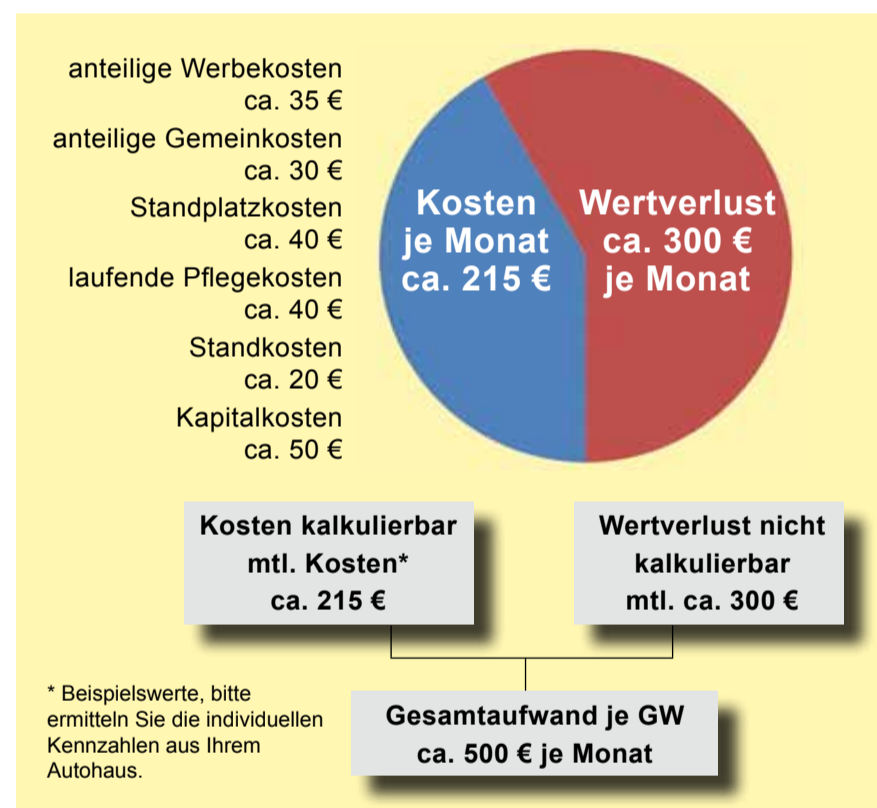 anteilige Werbekosten
ca. 35 €
anteilige Gemeinkosten
ca. 30 €
Standplatzkosten
ca. 40 €
laufende Pflegekosten
ca. 40 €
Standkosten
ca. 20 €
Kapitalkosten
ca. 50 €
Kosten
je Monat
ca. 215 €
Wertverlust
ca. 300 €
je Monat
Kosten kalkulierbar
mtl. Kosten*
ca. 215 €
Wertverlust nicht
kalkulierbar
mtl. ca. 300 €
* Beispielswerte, bitte
ermitteln Sie die individuellen
Kennzahlen aus Ihrem
Autohaus.
Gesamtaufwand je GW
ca. 500 € je Monat